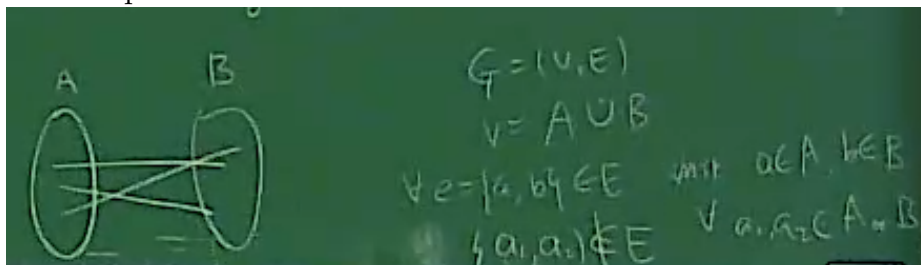 A B
G = (V, E)
V = A ∪ B
∀ e = {a, b} ∈ E mit a ∈ A, b ∈ B
{a₁, a₂} ∉ E ∀ a₁, a₂ ∈ A B